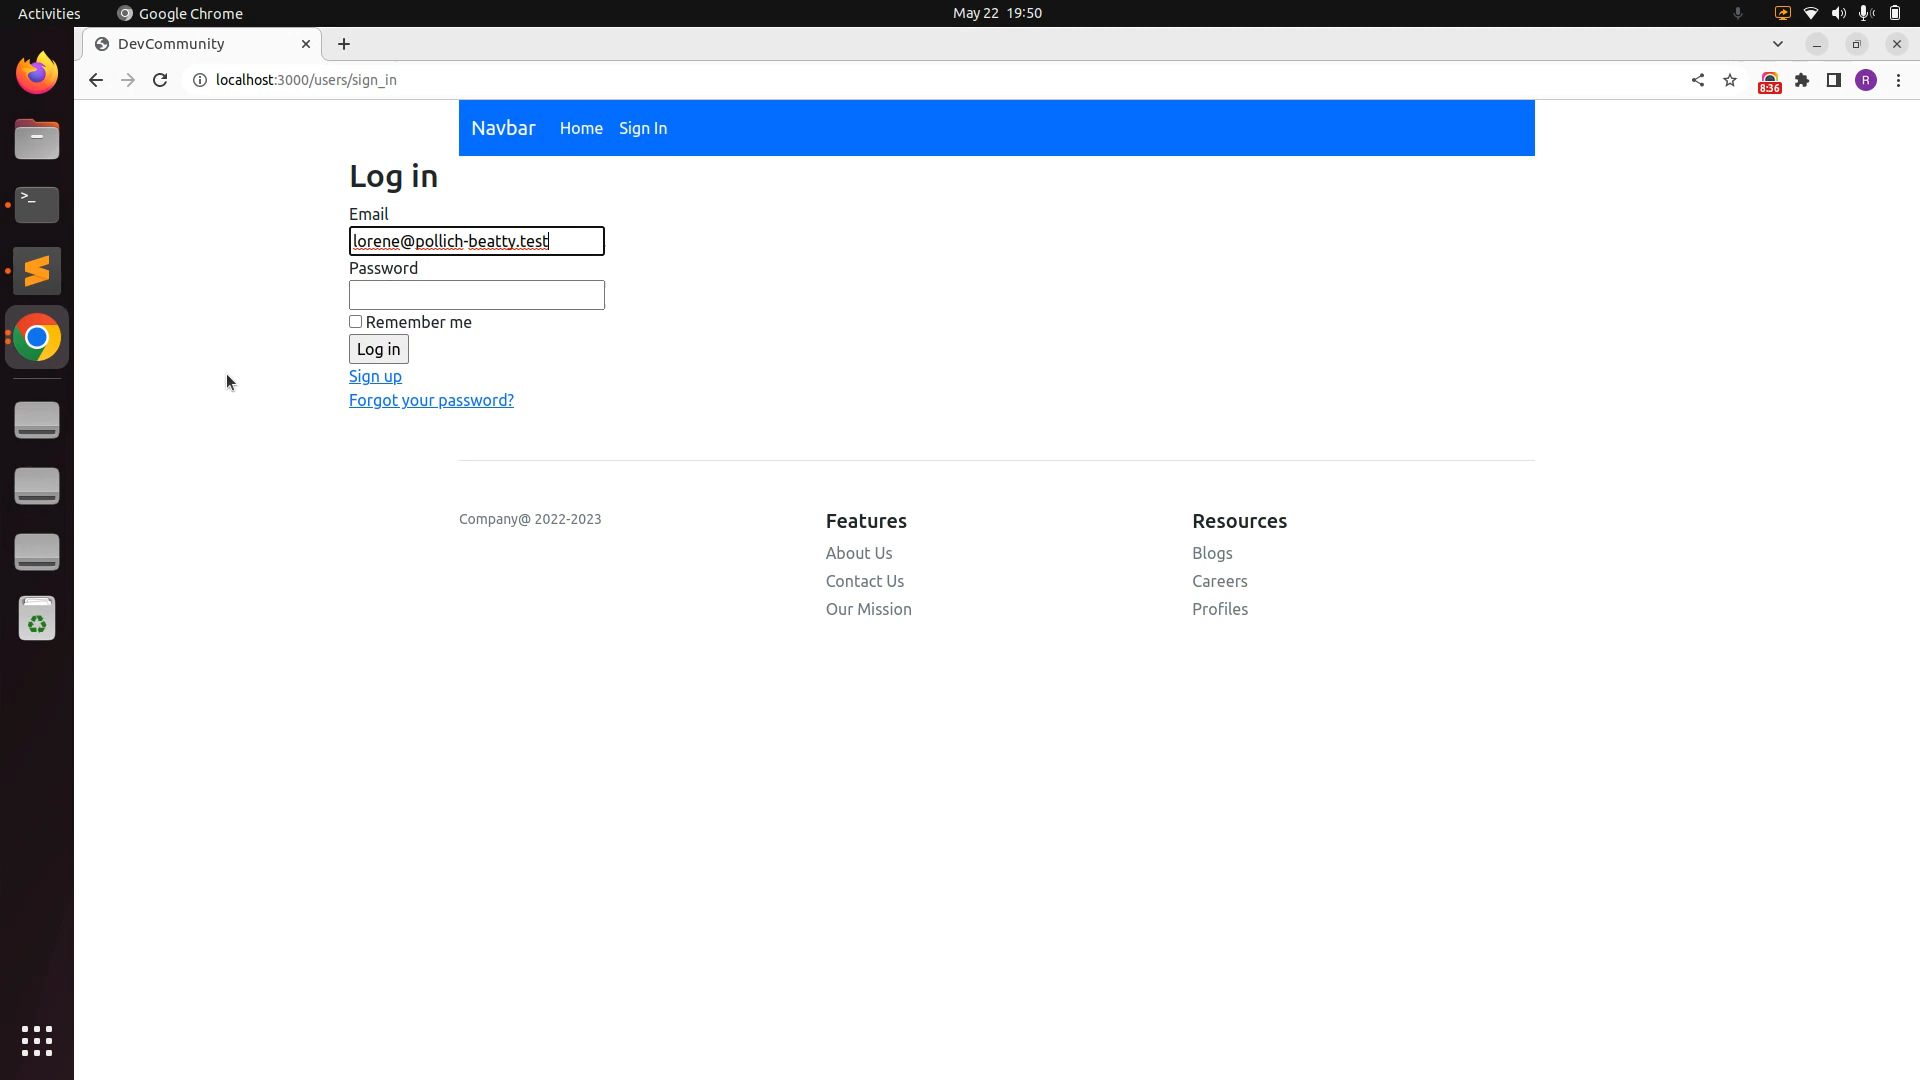 Activities Google Chrome May 22 19:50
DevCommunity
localhost:3000/users/sign_in
8:36
R
Navbar Home Sign In
Log in
Email
lorene@pollich-beatty.test
Password
Remember me
Log in
Sign up
Forgot your password?
Company@ 2022-2023
Features
About Us
Contact Us
Our Mission
Resources
Blogs
Careers
Profiles